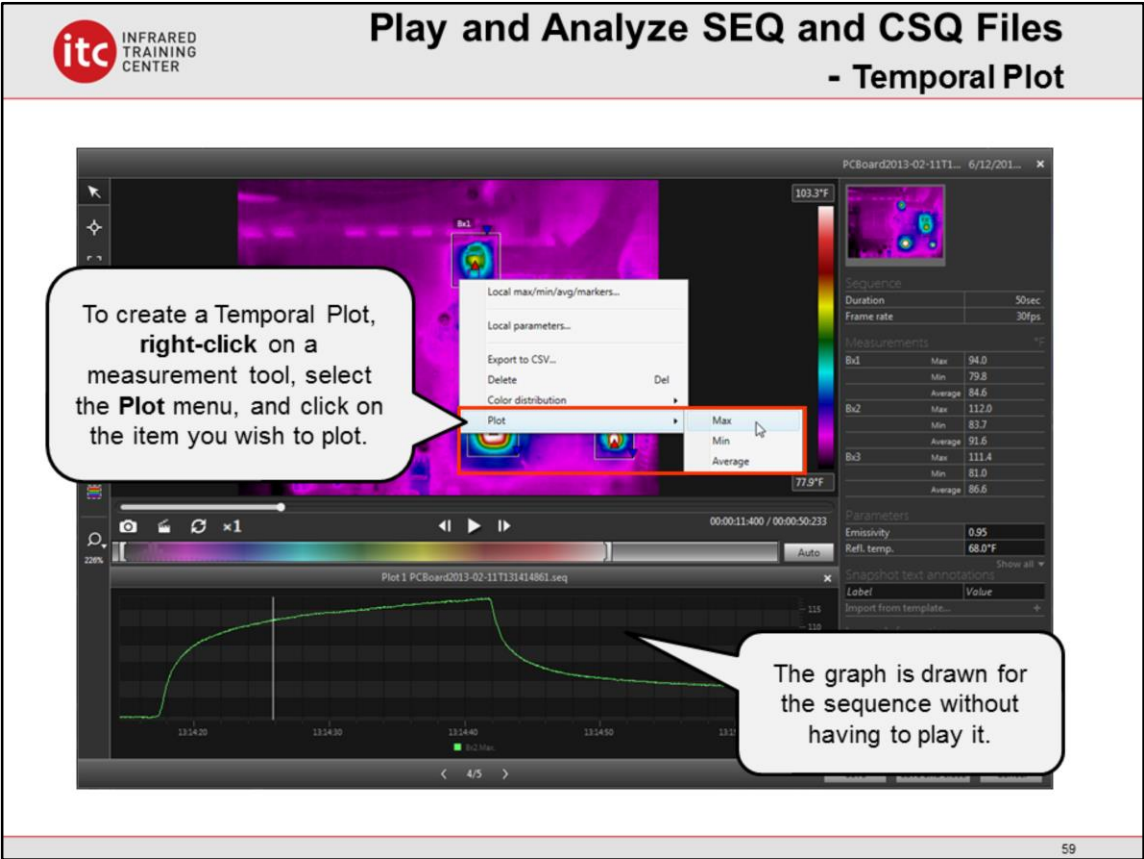 itc INFRARED
TRAINING
CENTER
Play and Analyze SEQ and CSQ Files
- Temporal Plot
PCBoard2013-02-11T1... 6/12/201... ×
103.3°F
Bx1
To create a Temporal Plot,
right-click on a
measurement tool, select
the Plot menu, and click on
the item you wish to plot.
Local max/min/avg/markers...
Local parameters...
Export to CSV...
Delete Del
Color distribution
Plot
Max
Min
Average
77.9°F
Sequence
Duration 50sec
Frame rate 30fps
Measurements °F
Bx1 Max 94.0
Min 79.8
Average 84.6
Bx2 Max 112.0
Min 83.7
Average 91.6
Bx3 Max 111.4
Min 81.0
Average 86.6
Parameters
Emissivity 0.95
Refl. temp. 68.0°F
Show all
Snapshot text annotations
Label Value
Import from template... +
×1
00:00:11:400 / 00:00:50:233
226%
Auto
Plot 1 PCBoard2013-02-11T131414861.seq ×
115
110
The graph is drawn for
the sequence without
having to play it.
13:14:20 13:14:30 13:14:40 13:14:50
Bx2.Max.
< 4/5 >
59